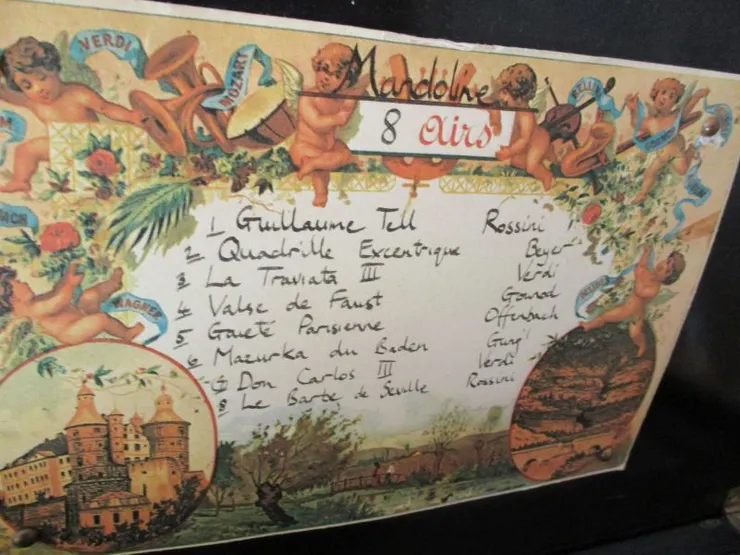 VERDI
MOZART
Mandoline
8 Airs
WAGNER
1 Guillaume Tell Rossini
2 Quadrille Excentrique Beyer
3 La Traviata III Verdi
4 Valse de Faust Gounod
5 Gaieté Parisienne Offenbach
6 Mazurka du Baden Gungl
7 Don Carlos III Verdi
8 Le Barbe de Seville Rossini